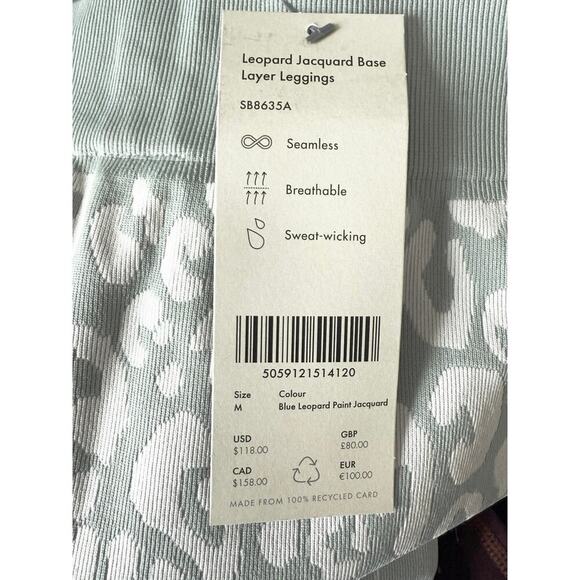 Leopard Jacquard Base
Layer Leggings
SB8635A
Seamless
Breathable
Sweat-wicking
5059121514120
Size Colour
M Blue Leopard Paint Jacquard
USD GBP
$118.00 £80.00
CAD EUR
$158.00 €100.00
MADE FROM 100% RECYCLED CARD